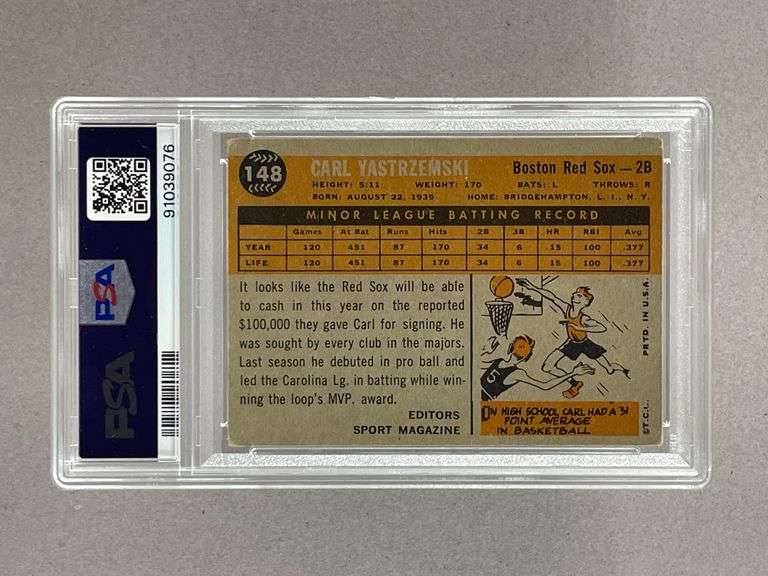 91039076
PSA
PSA
148
CARL YASTRZEMSKI
Boston Red Sox — 2B
HEIGHT: 5:11 WEIGHT: 170 BATS: L THROWS: R
BORN: AUGUST 22, 1939 HOME: BRIDGEHAMPTON, L. I., N. Y.
MINOR LEAGUE BATTING RECORD
Games At Bat Runs Hits 2B 3B HR RBI Avg
YEAR 120 451 87 170 34 6 15 100 .377
LIFE 120 451 87 170 34 6 15 100 .377
It looks like the Red Sox will be able
to cash in this year on the reported
$100,000 they gave Carl for signing. He
was sought by every club in the majors.
Last season he debuted in pro ball and
led the Carolina Lg. in batting while win-
ning the loop's MVP. award.
EDITORS
SPORT MAGAZINE
5
IN HIGH SCHOOL CARL HAD A 31
POINT AVERAGE
IN BASKETBALL
©T.C.I. PRTD. IN U.S.A.